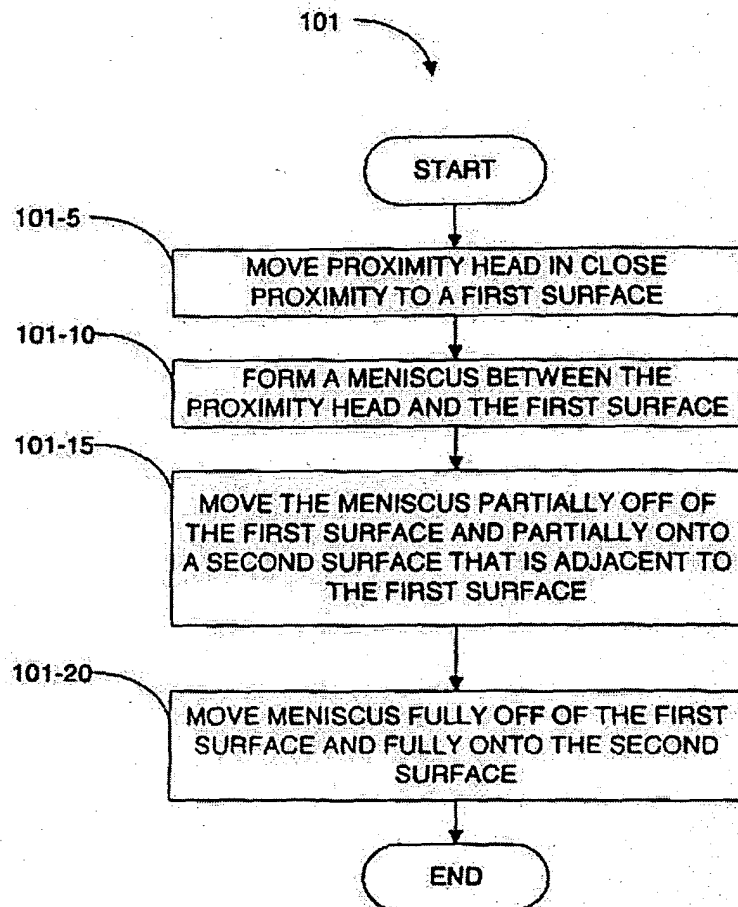 101
START
101-5
MOVE PROXIMITY HEAD IN CLOSE
PROXIMITY TO A FIRST SURFACE
101-10
FORM A MENISCUS BETWEEN THE
PROXIMITY HEAD AND THE FIRST SURFACE
101-15
MOVE THE MENISCUS PARTIALLY OFF OF
THE FIRST SURFACE AND PARTIALLY ONTO
A SECOND SURFACE THAT IS ADJACENT TO
THE FIRST SURFACE
101-20
MOVE MENISCUS FULLY OFF OF THE FIRST
SURFACE AND FULLY ONTO THE SECOND
SURFACE
END